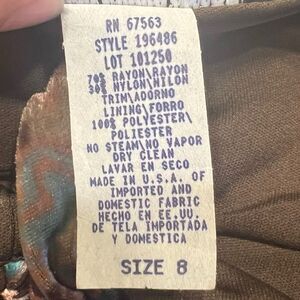 RN 67563
STYLE 196486
LOT 101250
70% RAYON\RAYON
30% NYLON\NILON
TRIM\ADORNO
LINING\FORRO
100% POLYESTER\
POLIESTER
NO STEAM\NO VAPOR
DRY CLEAN
LAVAR EN SECO
MADE IN U.S.A. OF
IMPORTED AND
DOMESTIC FABRIC
HECHO EN EE.UU.
DE TELA IMPORTADA
Y DOMESTICA
SIZE 8